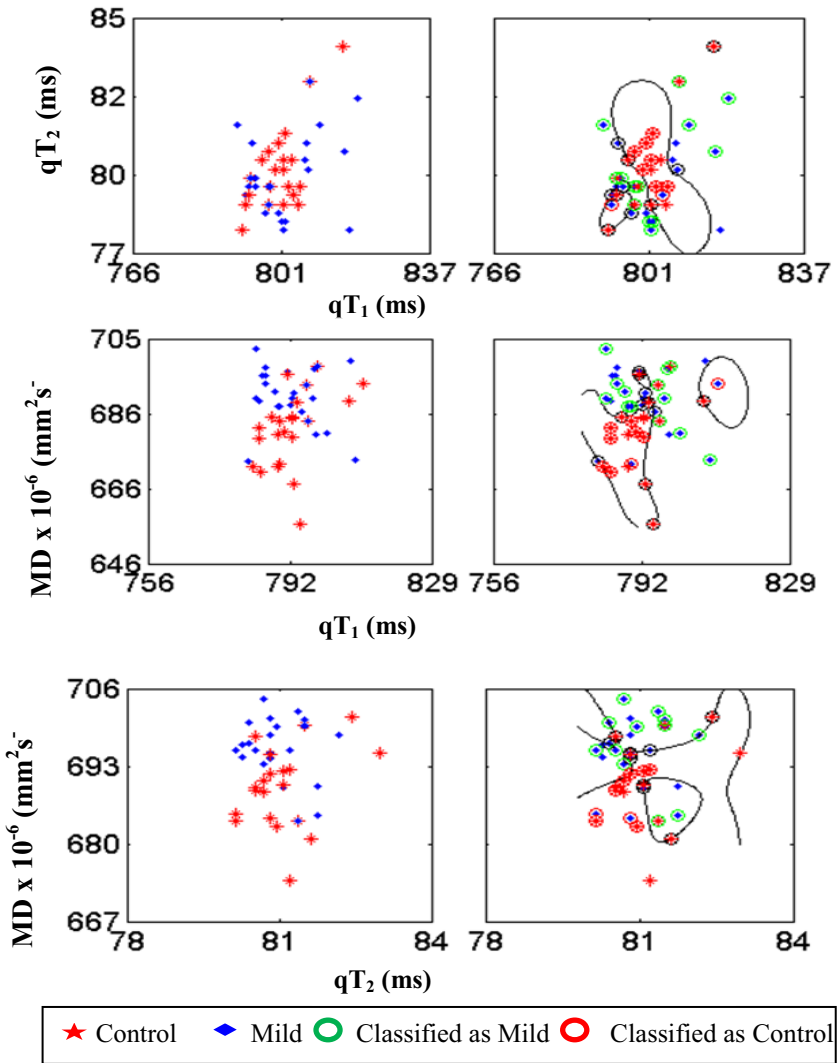 85
82
80
77
qT₂ (ms)
766 801 837
766 801 837
qT₁ (ms)
705
686
666
646
MD x 10⁻⁶ (mm²s⁻
756 792 829
756 792 829
qT₁ (ms)
706
693
680
667
MD x 10⁻⁶ (mm²s⁻
78 81 84
78 81 84
qT₂ (ms)
Control Mild Classified as Mild Classified as Control